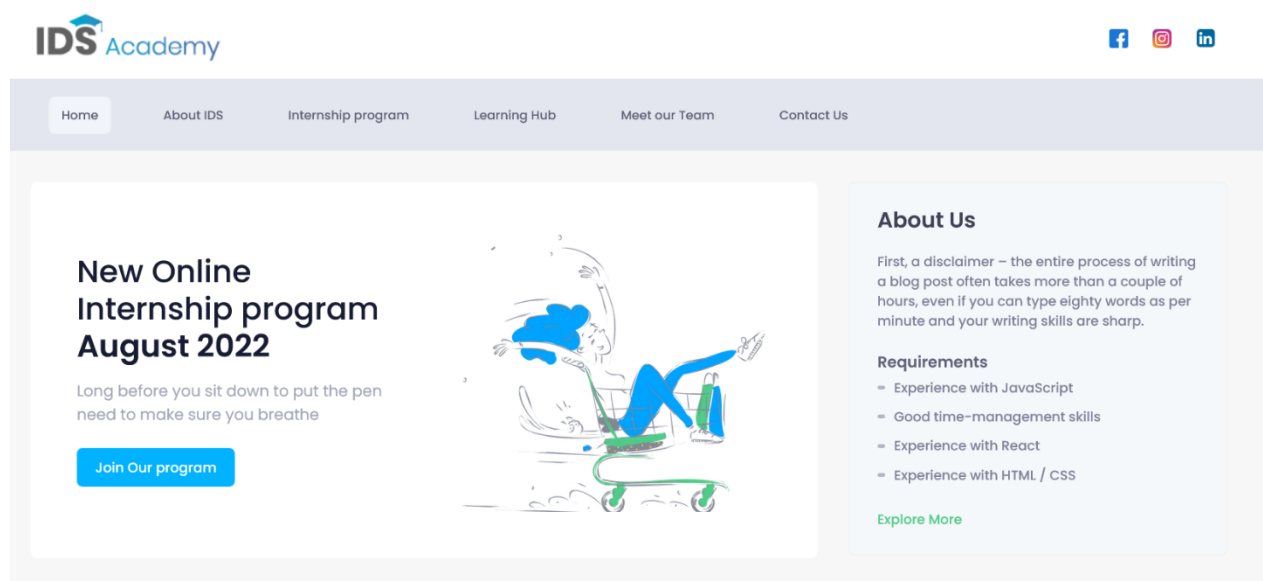 IDS Academy
Home About IDS Internship program Learning Hub Meet our Team Contact Us
New Online
Internship program
August 2022
Long before you sit down to put the pen
need to make sure you breathe
Join Our program
About Us
First, a disclaimer – the entire process of writing
a blog post often takes more than a couple of
hours, even if you can type eighty words as per
minute and your writing skills are sharp.
Requirements
Experience with JavaScript
Good time-management skills
Experience with React
Experience with HTML / CSS
Explore More